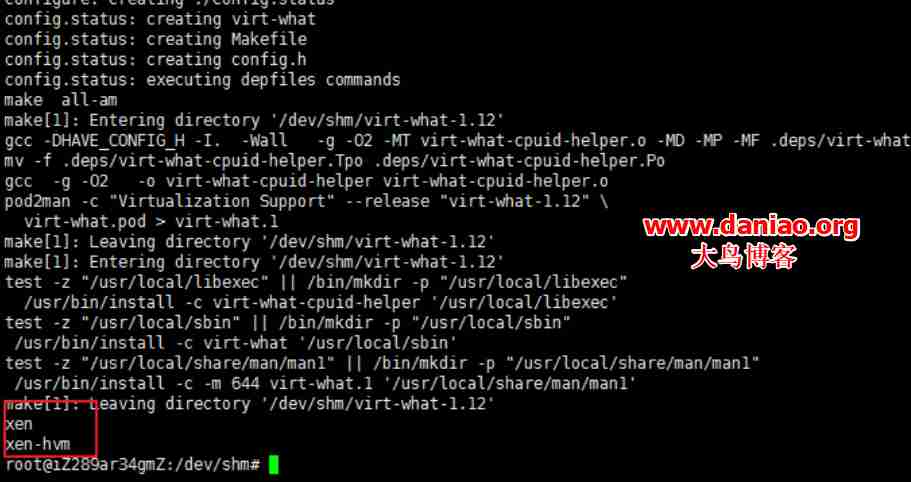 configure: creating ./config.status
config.status: creating virt-what
config.status: creating Makefile
config.status: creating config.h
config.status: executing depfiles commands
make  all-am
make[1]: Entering directory '/dev/shm/virt-what-1.12'
gcc -DHAVE_CONFIG_H -I.  -Wall   -g -O2 -MT virt-what-cpuid-helper.o -MD -MP -MF .deps/virt-what
mv -f .deps/virt-what-cpuid-helper.Tpo .deps/virt-what-cpuid-helper.Po
gcc  -g -O2   -o virt-what-cpuid-helper virt-what-cpuid-helper.o
pod2man -c "Virtualization Support" --release "virt-what-1.12" \
  virt-what.pod > virt-what.1
www.daniao.org
大鸟博客
make[1]: Leaving directory '/dev/shm/virt-what-1.12'
make[1]: Entering directory '/dev/shm/virt-what-1.12'
test -z "/usr/local/libexec" || /bin/mkdir -p "/usr/local/libexec"
  /usr/bin/install -c virt-what-cpuid-helper '/usr/local/libexec'
test -z "/usr/local/sbin" || /bin/mkdir -p "/usr/local/sbin"
 /usr/bin/install -c virt-what '/usr/local/sbin'
test -z "/usr/local/share/man/man1" || /bin/mkdir -p "/usr/local/share/man/man1"
 /usr/bin/install -c -m 644 virt-what.1 '/usr/local/share/man/man1'
make[1]: Leaving directory '/dev/shm/virt-what-1.12'
xen
xen-hvm
root@iZ289ar34gmZ:/dev/shm#